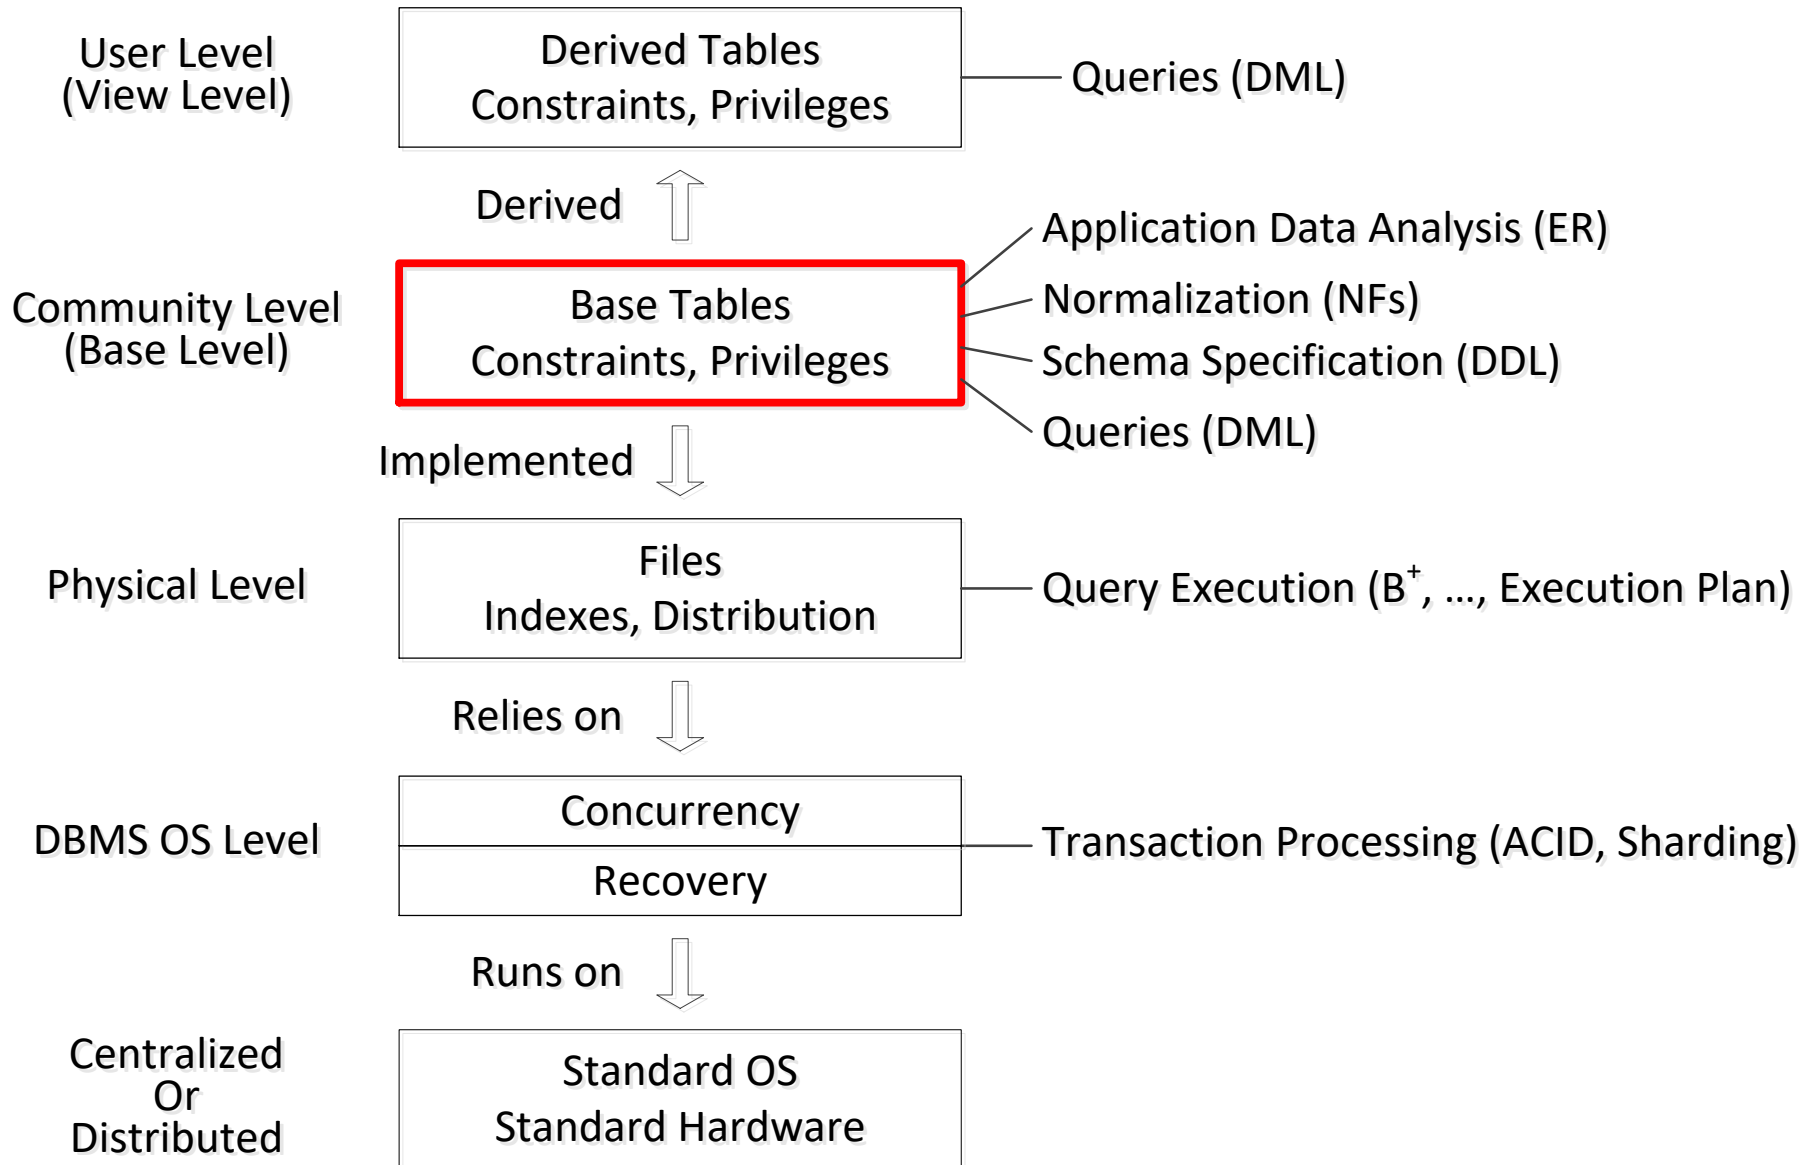 User Level
(View Level)
Derived Tables
Constraints, Privileges
Queries (DML)
Derived
Community Level
(Base Level)
Base Tables
Constraints, Privileges
Application Data Analysis (ER)
Normalization (NFs)
Schema Specification (DDL)
Queries (DML)
Implemented
Physical Level
Files
Indexes, Distribution
Query Execution (B⁺, ..., Execution Plan)
Relies on
DBMS OS Level
Concurrency
Recovery
Transaction Processing (ACID, Sharding)
Runs on
Centralized
Or
Distributed
Standard OS
Standard Hardware